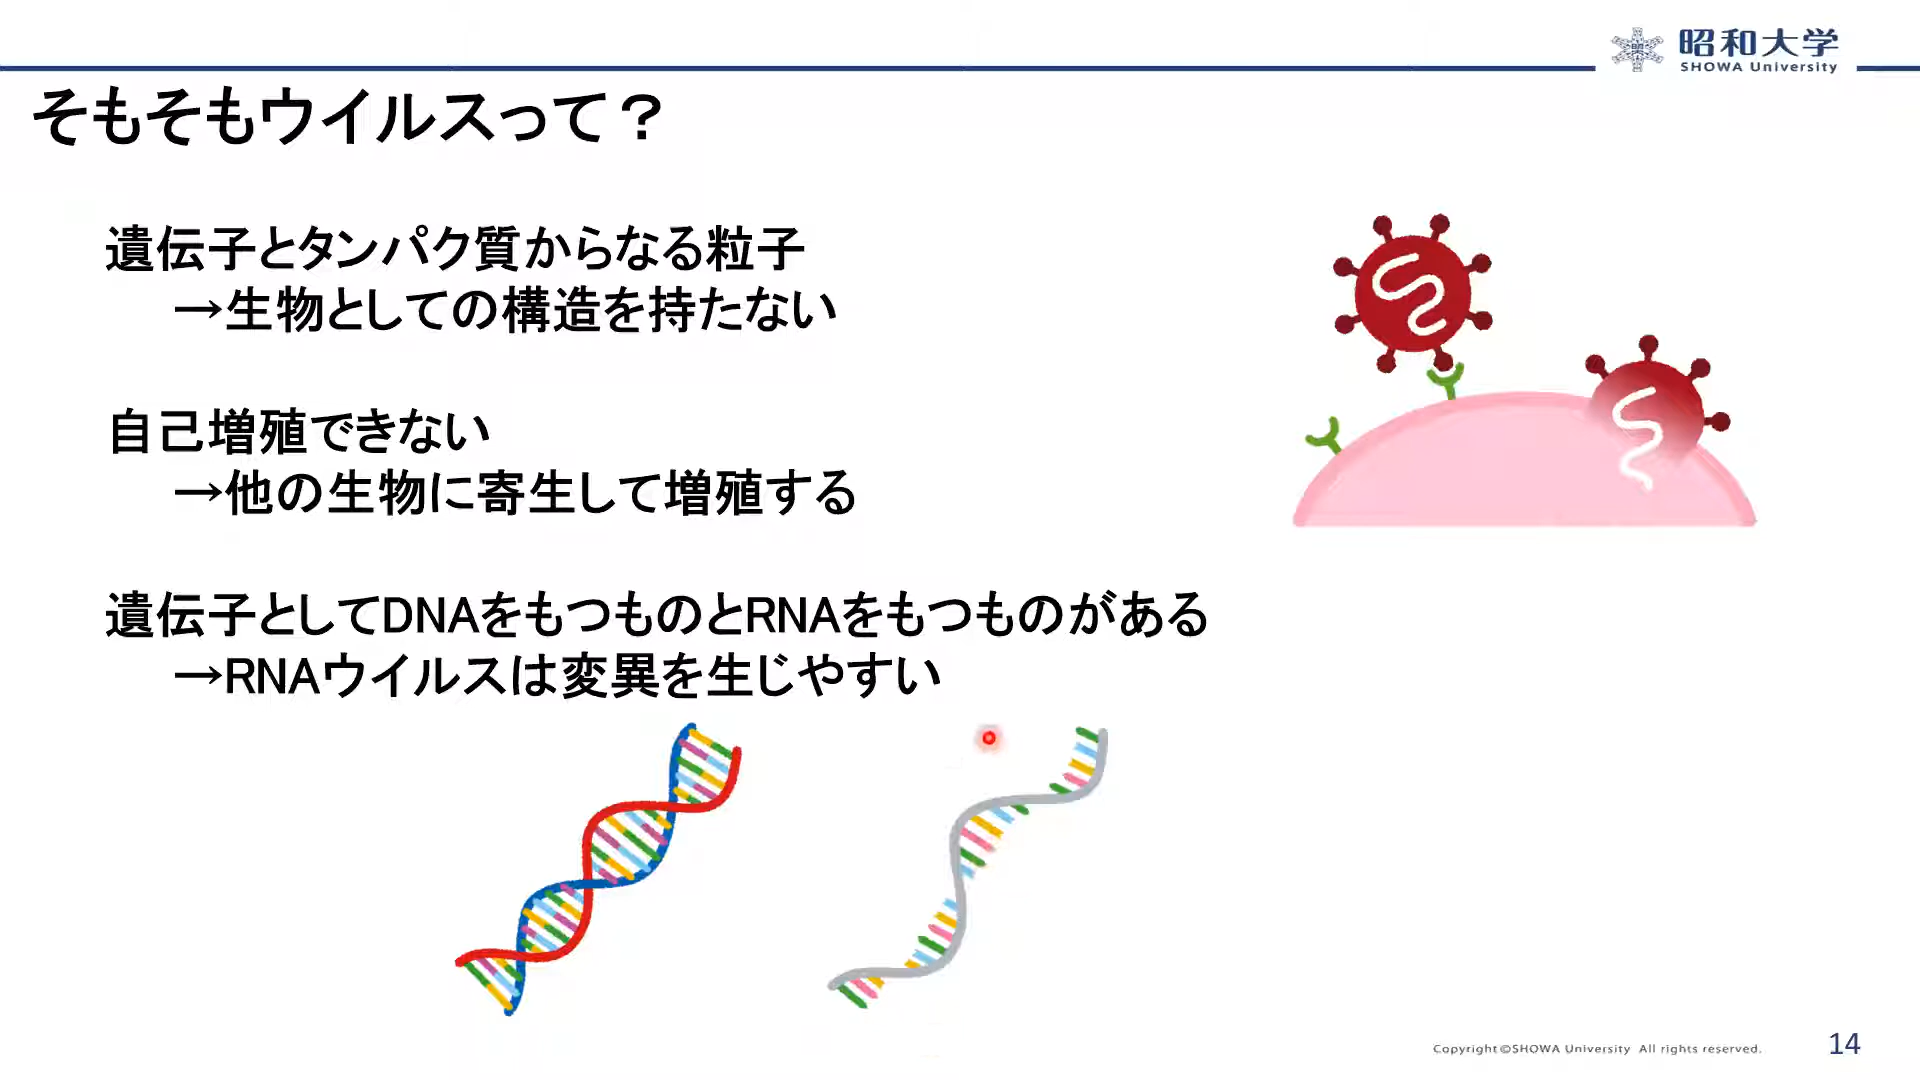 昭和大学
SHOWA University
そもそもウイルスって？
遺伝子とタンパク質からなる粒子
→生物としての構造を持たない
自己増殖できない
→他の生物に寄生して増殖する
遺伝子としてDNAをもつものとRNAをもつものがある
→RNAウイルスは変異を生じやすい
Copyright©SHOWA University All rights reserved.
14